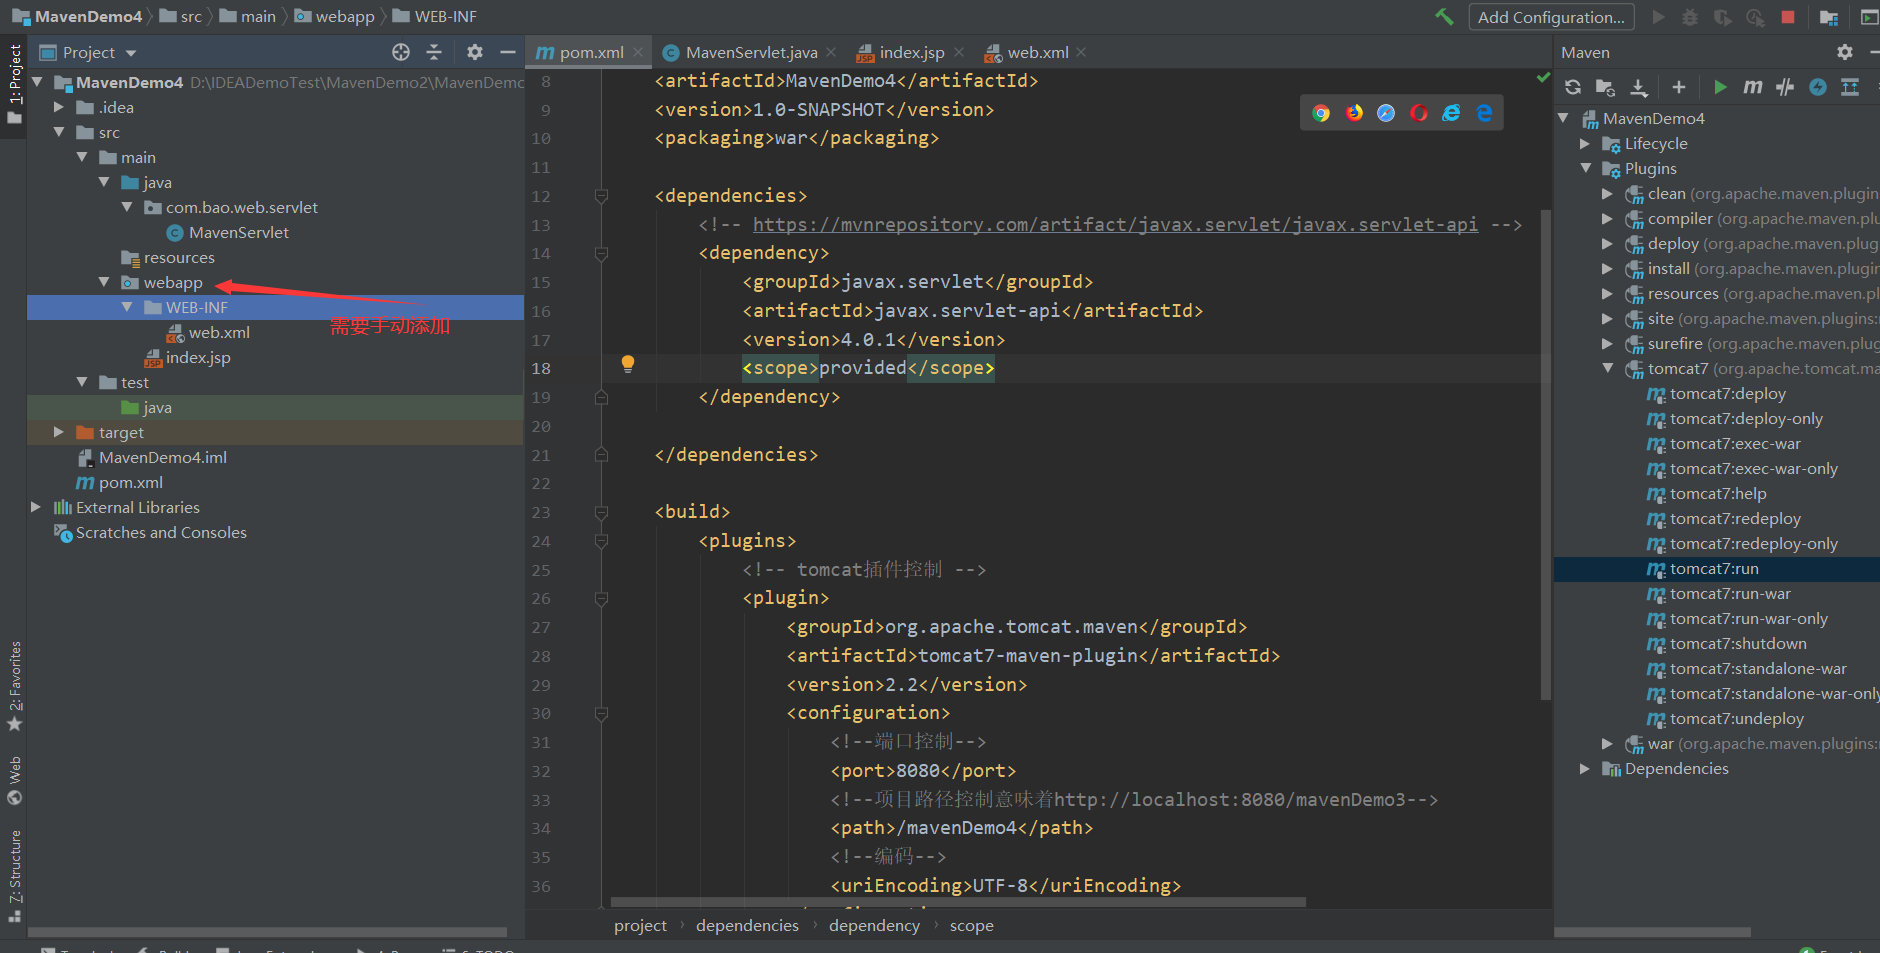 MavenDemo4 src main webapp WEB-INF
Add Configuration...
1: Project
2: Favorites
Web
7: Structure
Project
MavenDemo4 D:\IDEADemoTest\MavenDemo2\MavenDemo
.idea
src
main
java
com.bao.web.servlet
MavenServlet
resources
webapp
WEB-INF
需要手动添加
web.xml
index.jsp
test
java
target
MavenDemo4.iml
pom.xml
External Libraries
Scratches and Consoles
pom.xml MavenServlet.java index.jsp web.xml
8 <artifactId>MavenDemo4</artifactId>
9 <version>1.0-SNAPSHOT</version>
10 <packaging>war</packaging>
11
12 <dependencies>
13 <!-- https://mvnrepository.com/artifact/javax.servlet/javax.servlet-api -->
14 <dependency>
15 <groupId>javax.servlet</groupId>
16 <artifactId>javax.servlet-api</artifactId>
17 <version>4.0.1</version>
18 <scope>provided</scope>
19 </dependency>
20
21 </dependencies>
22
23 <build>
24 <plugins>
25 <!-- tomcat插件控制 -->
26 <plugin>
27 <groupId>org.apache.tomcat.maven</groupId>
28 <artifactId>tomcat7-maven-plugin</artifactId>
29 <version>2.2</version>
30 <configuration>
31 <!--端口控制-->
32 <port>8080</port>
33 <!--项目路径控制意味着http://localhost:8080/mavenDemo3-->
34 <path>/mavenDemo4</path>
35 <!--编码-->
36 <uriEncoding>UTF-8</uriEncoding>
project dependencies dependency scope
Maven
MavenDemo4
Lifecycle
Plugins
clean (org.apache.maven.plugin
compiler (org.apache.maven.plu
deploy (org.apache.maven.plug
install (org.apache.maven.plugin
resources (org.apache.maven.pl
site (org.apache.maven.plugins:
surefire (org.apache.maven.plug
tomcat7 (org.apache.tomcat.ma
tomcat7:deploy
tomcat7:deploy-only
tomcat7:exec-war
tomcat7:exec-war-only
tomcat7:help
tomcat7:redeploy
tomcat7:redeploy-only
tomcat7:run
tomcat7:run-war
tomcat7:run-war-only
tomcat7:shutdown
tomcat7:standalone-war
tomcat7:standalone-war-only
tomcat7:undeploy
war (org.apache.maven.plugins:
Dependencies